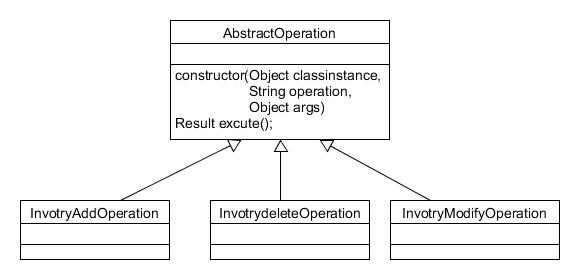 AbstractOperation
constructor(Object classinstance,
String operation,
Object args)
Result excute();
InvotryAddOperation
InvotrydeleteOperation
InvotryModifyOperation